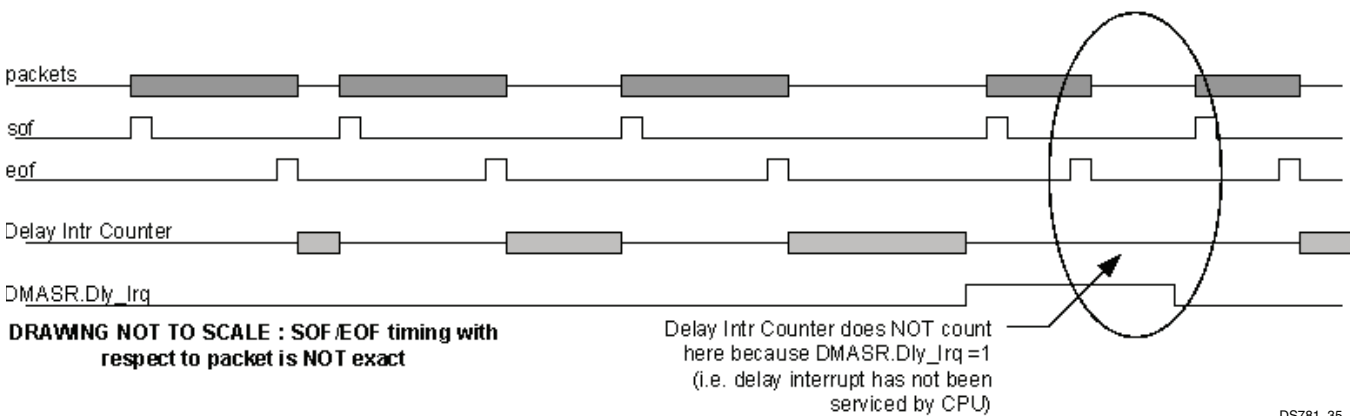 packets
sof
eof
Delay Intr Counter
DMASR.Dly_Irq
DRAWING NOT TO SCALE : SOF/EOF timing with
respect to packet is NOT exact
Delay Intr Counter does NOT count
here because DMASR.Dly_Irq =1
(i.e. delay interrupt has not been
serviced by CPU)
DS781_35